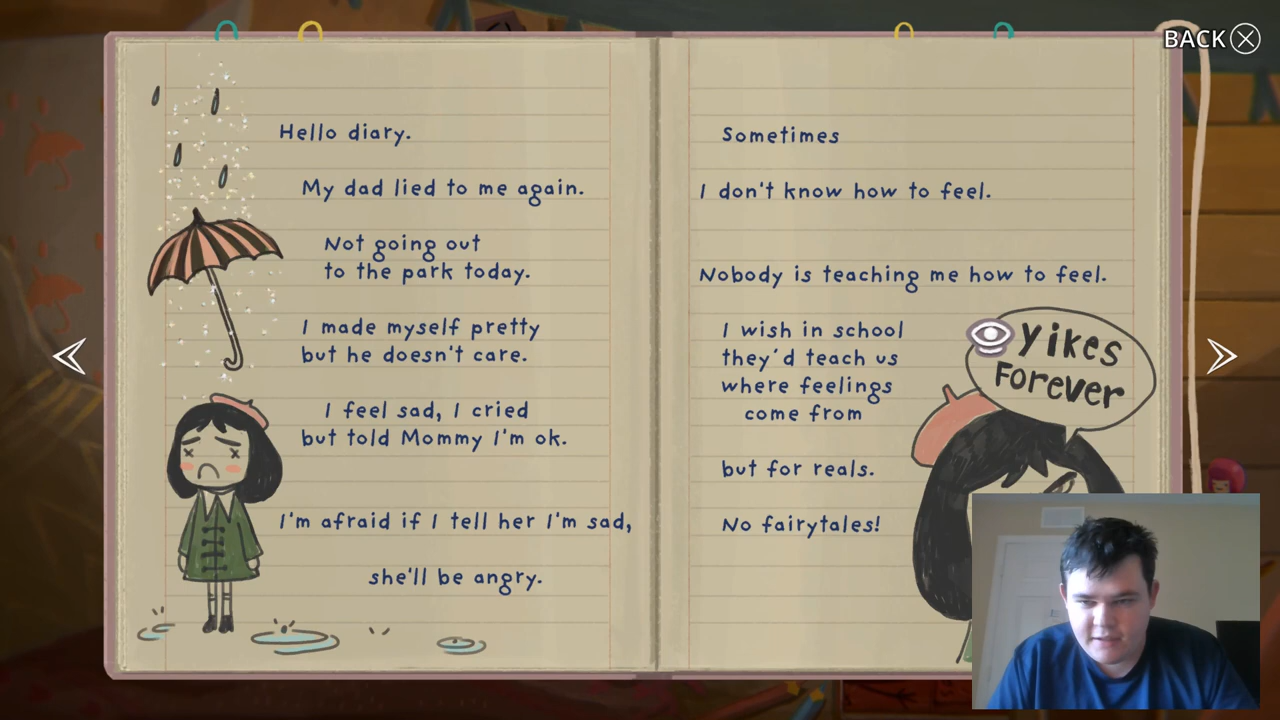 BACK
Hello diary.
My dad lied to me again.
Not going out
to the park today.
I made myself pretty
but he doesn't care.
I feel sad, I cried
but told Mommy I'm ok.
I'm afraid if I tell her I'm sad,
she'll be angry.
Sometimes
I don't know how to feel.
Nobody is teaching me how to feel.
I wish in school
they'd teach us
where feelings
come from
but for reals.
No fairytales!
Yikes
Forever